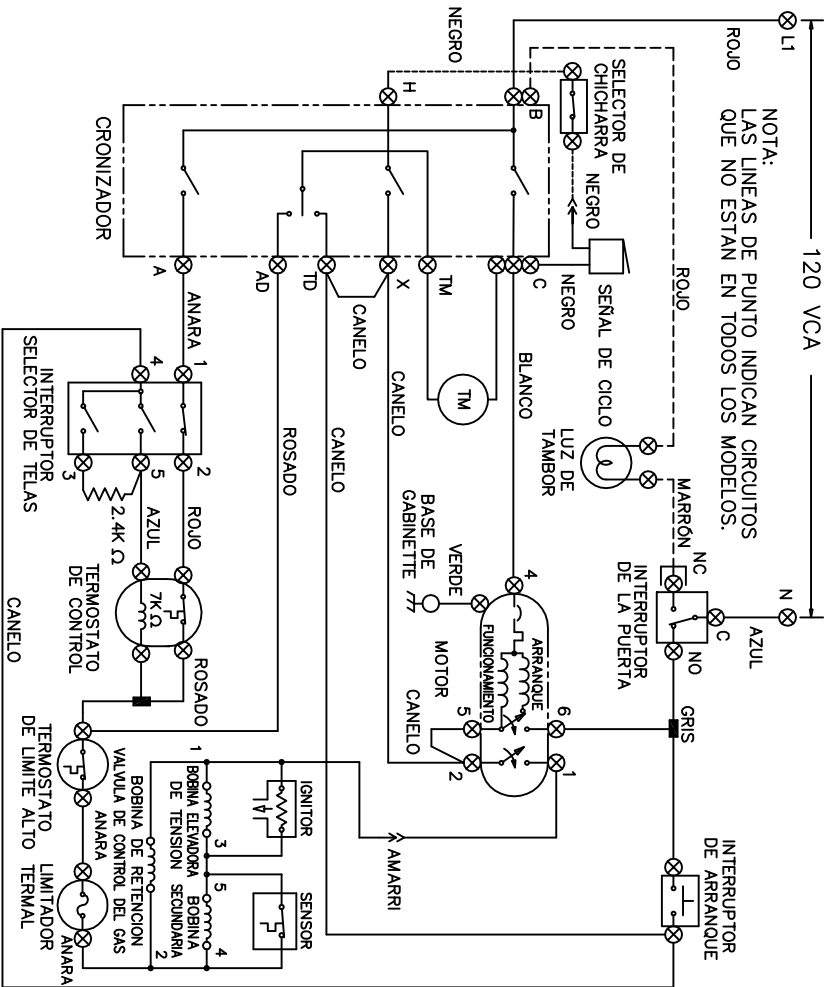 120 VCA
L1
ROJO
N
AZUL
NOTA:
LAS LINEAS DE PUNTO INDICAN CIRCUITOS
QUE NO ESTAN EN TODOS LOS MODELOS.
NEGRO
SELECTOR DE
CHICHARRA
NEGRO
NEGRO
SEÑAL DE CICLO
ROJO
LUZ DE
TAMBOR
MARRÓN
NC
C
NO
INTERRUPTOR
DE LA PUERTA
GRIS
H
B
CRONIZADOR
A
AD
TD
X
TM
C
CANELO
TM
BLANCO
CANELO
CANELO
ROSADO
ANARA
BASE DE
GABINETTE
VERDE
4
ARRANQUE
FUNCIONAMIENTO
MOTOR
5
6
CANELO
2
1
INTERRUPTOR
DE ARRANQUE
AMARRI
1
4
2
5
3
INTERRUPTOR
SELECTOR DE TELAS
2.4K Ω
ROJO
AZUL
7KΩ
TERMOSTATO
DE CONTROL
ROSADO
IGNITOR
SENSOR
1
BOBINA ELEVADORA
DE TENSION
3
5
BOBINA
SECUNDARIA
4
BOBINA DE RETENCION
2
VALVULA DE CONTROL DEL GAS
ANARA
TERMOSTATO
DE LIMITE ALTO
LIMITADOR
TERMAL
ANARA
CANELO